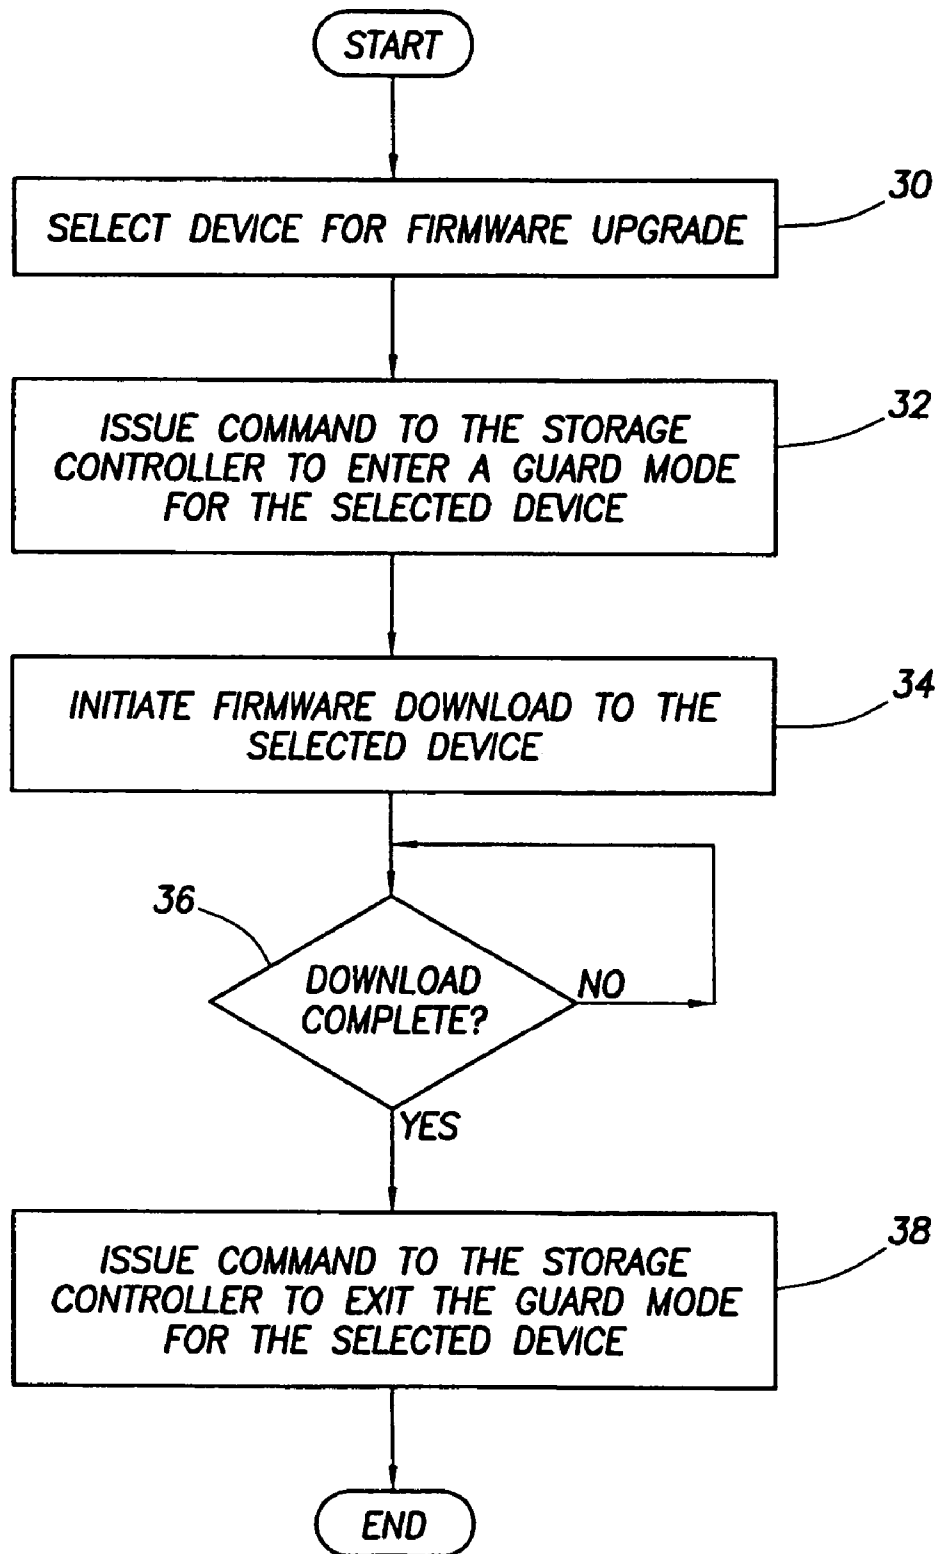 START
SELECT DEVICE FOR FIRMWARE UPGRADE
30
ISSUE COMMAND TO THE STORAGE
CONTROLLER TO ENTER A GUARD MODE
FOR THE SELECTED DEVICE
32
INITIATE FIRMWARE DOWNLOAD TO THE
SELECTED DEVICE
34
36
DOWNLOAD
COMPLETE?
NO
YES
ISSUE COMMAND TO THE STORAGE
CONTROLLER TO EXIT THE GUARD MODE
FOR THE SELECTED DEVICE
38
END